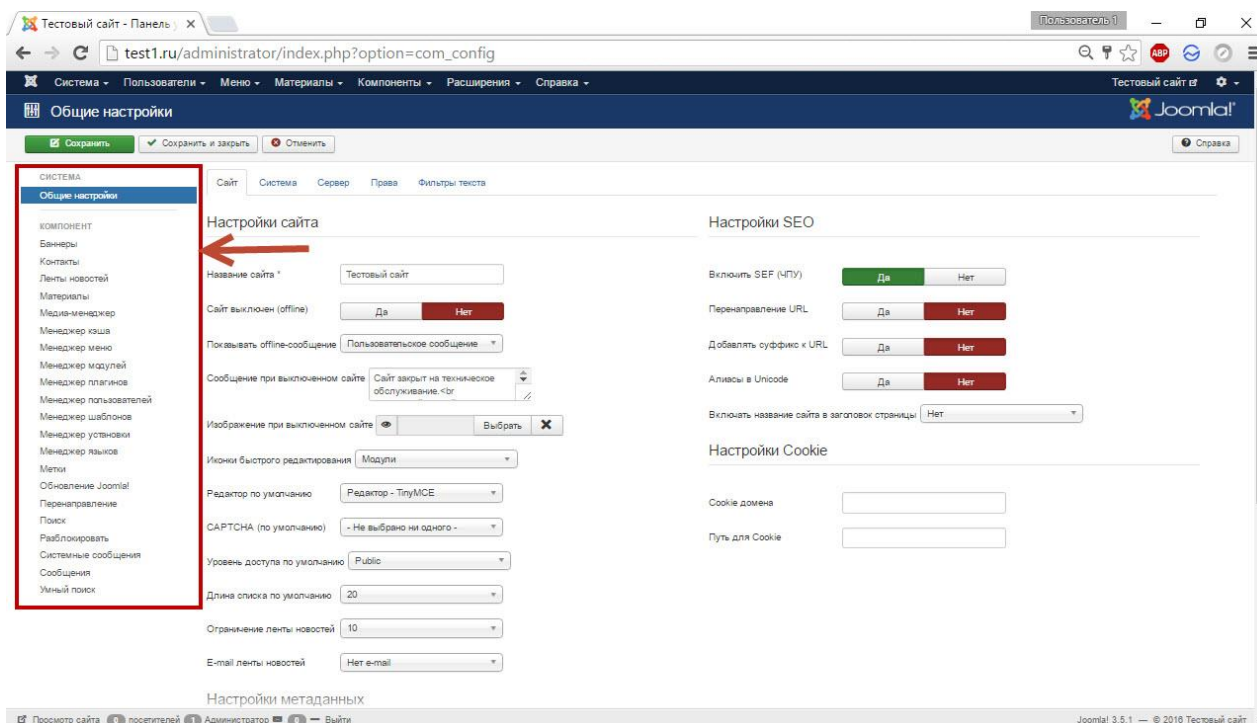 Тестовый сайт - Панель у
Пользователь 1
test1.ru/administrator/index.php?option=com_config
ABP
Система Пользователи Меню Материалы Компоненты Расширения Справка Тестовый сайт
Общие настройки
Joomla!
Сохранить Сохранить и закрыть Отменить Справка
СИСТЕМА
Общие настройки
КОМПОНЕНТ
Баннеры
Контакты
Ленты новостей
Материалы
Медиа-менеджер
Менеджер кэша
Менеджер меню
Менеджер модулей
Менеджер плагинов
Менеджер пользователей
Менеджер шаблонов
Менеджер установки
Менеджер языков
Метки
Обновление Joomla!
Перенаправление
Поиск
Разблокировать
Системные сообщения
Сообщения
Умный поиск
Сайт Система Сервер Права Фильтры текста
Настройки сайта
Название сайта * Тестовый сайт
Сайт выключен (offline) Да Нет
Показывать offline-сообщение Пользовательское сообщение
Сообщение при выключенном сайте Сайт закрыт на техническое
обслуживание.<br
Изображение при выключенном сайте Выбрать
Иконки быстрого редактирования Модули
Редактор по умолчанию Редактор - TinyMCE
CAPTCHA (по умолчанию) - Не выбрано ни одного -
Уровень доступа по умолчанию Public
Длина списка по умолчанию 20
Ограничение ленты новостей 10
E-mail ленты новостей Нет e-mail
Настройки метаданных
Настройки SEO
Включить SEF (ЧПУ) Да Нет
Перенаправление URL Да Нет
Добавлять суффикс к URL Да Нет
Алиасы в Unicode Да Нет
Включать название сайта в заголовок страницы Нет
Настройки Cookie
Cookie домена
Путь для Cookie
Просмотр сайта 0 посетителей 1 Администратор 0 Выйти
Joomla! 3.5.1 — © 2016 Тестовый сайт